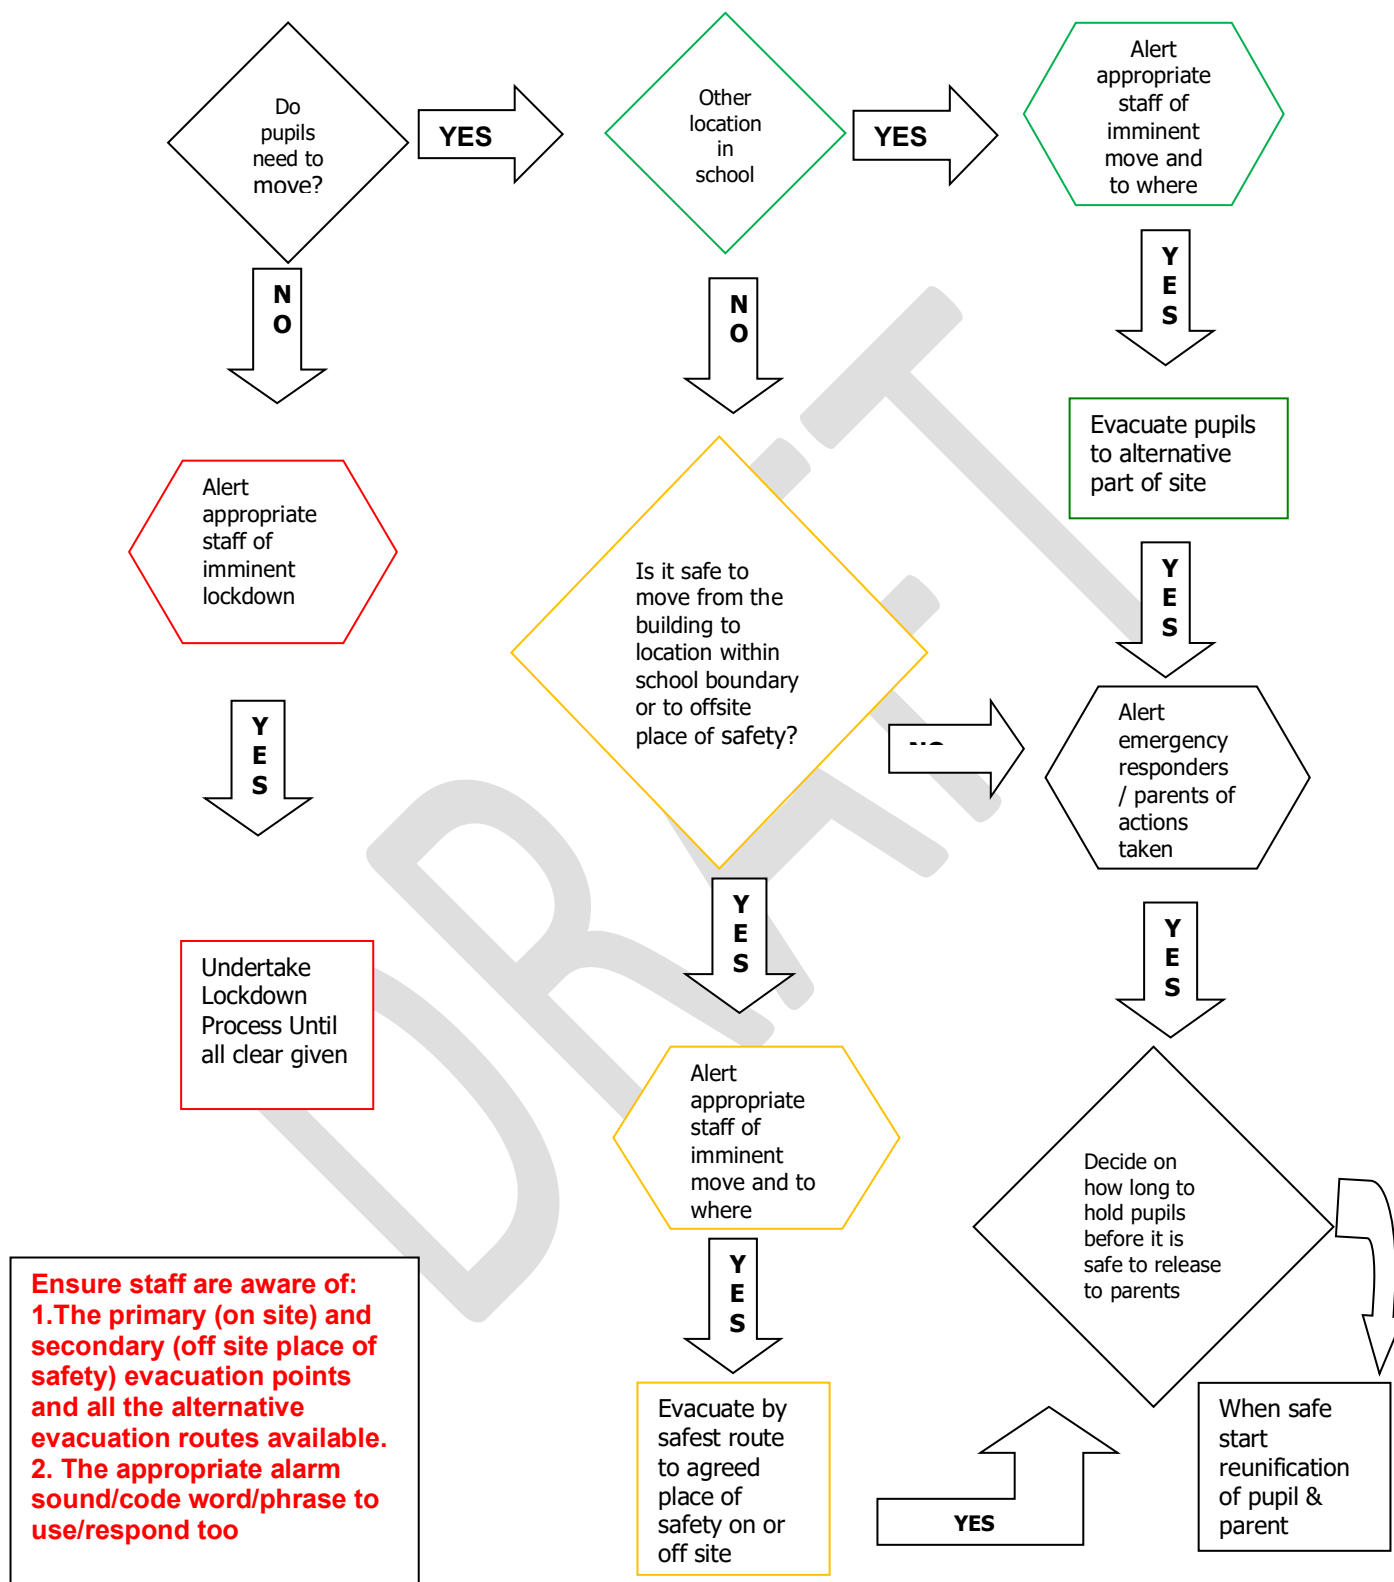 Do
pupils
need to
move?
YES
Other
location
in
school
YES
Alert
appropriate
staff of
imminent
move and
to where
N
O
N
O
Y
E
S
Evacuate pupils
to alternative
part of site
Alert
appropriate
staff of
imminent
lockdown
Is it safe to
move from the
building to
location within
school boundary
or to offsite
place of safety?
Y
E
S
NO
Alert
emergency
responders
/ parents of
actions
taken
Y
E
S
Y
E
S
Y
E
S
Undertake
Lockdown
Process Until
all clear given
Alert
appropriate
staff of
imminent
move and to
where
Decide on
how long to
hold pupils
before it is
safe to release
to parents
Y
E
S
Ensure staff are aware of:
1.The primary (on site) and
secondary (off site place of
safety) evacuation points
and all the alternative
evacuation routes available.
2. The appropriate alarm
sound/code word/phrase to
use/respond too
Evacuate by
safest route
to agreed
place of
safety on or
off site
YES
When safe
start
reunification
of pupil &
parent
DRAFT